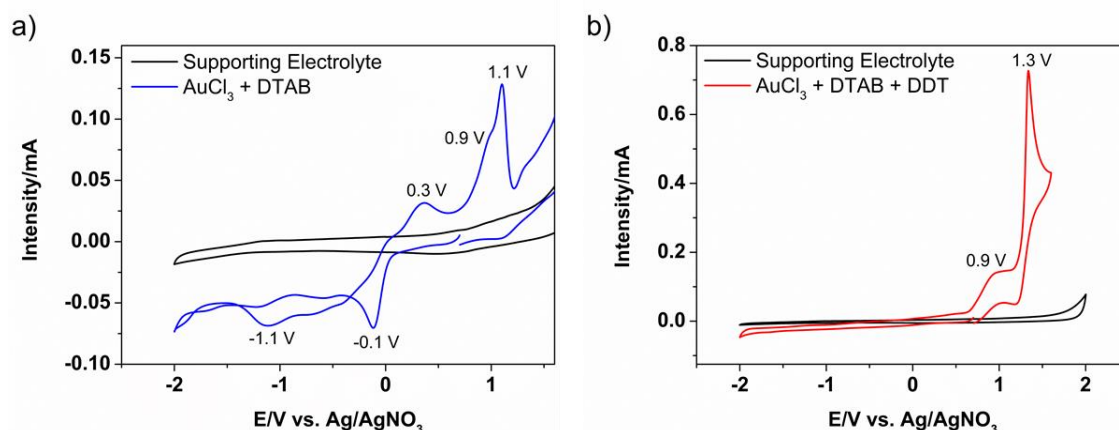 a)
Supporting Electrolyte
AuCl₃ + DTAB
1.1 V
0.9 V
0.3 V
-1.1 V
-0.1 V
0.15
0.10
0.05
0.00
-0.05
-0.10
Intensity/mA
-2
-1
0
1
E/V vs. Ag/AgNO₃
b)
Supporting Electrolyte
AuCl₃ + DTAB + DDT
1.3 V
0.9 V
0.8
0.6
0.4
0.2
0.0
Intensity/mA
-2
-1
0
1
2
E/V vs. Ag/AgNO₃